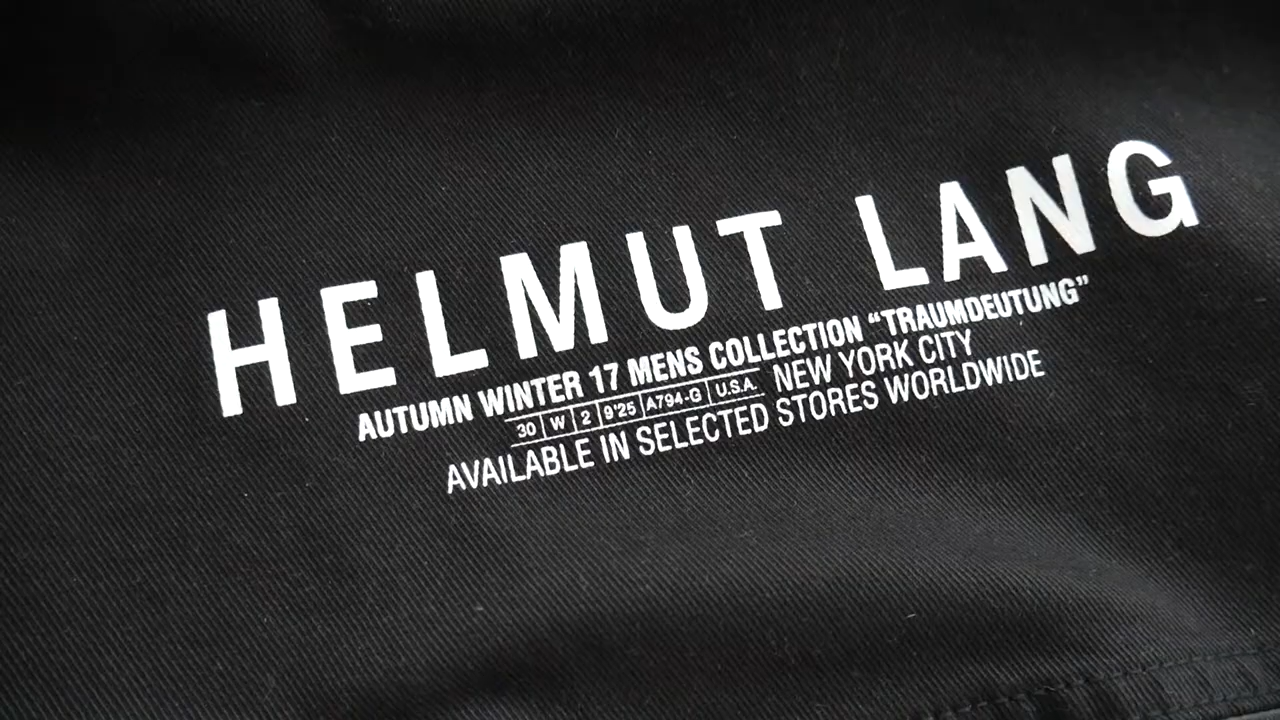 HELMUT LANG
AUTUMN WINTER 17 MENS COLLECTION “TRAUMDEUTUNG”
30 W 2 9'25 A794-G U.S.A. NEW YORK CITY
AVAILABLE IN SELECTED STORES WORLDWIDE